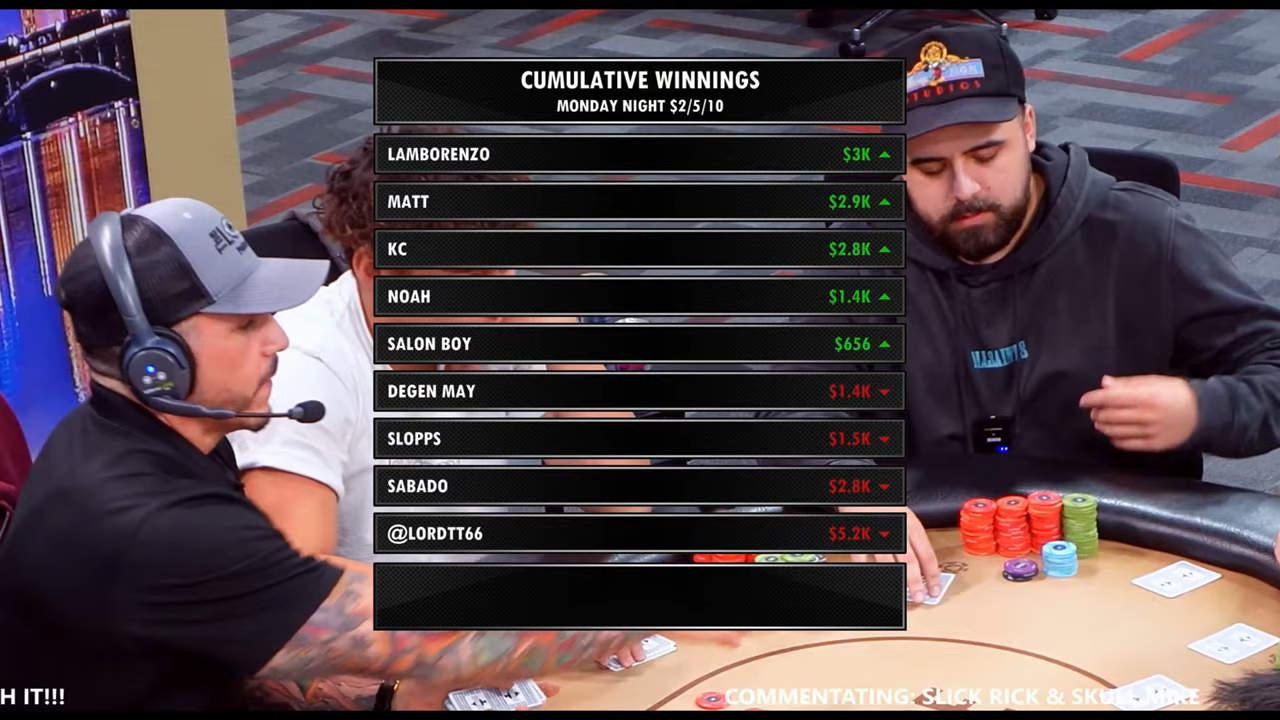 CUMULATIVE WINNINGS
MONDAY NIGHT $2/5/10
LAMBORENZO $3K
MATT $2.9K
KC $2.8K
NOAH $1.4K
SALON BOY $656
DEGEN MAY $1.4K
SLOPPS $1.5K
SABADO $2.8K
@LORDTT66 $5.2K
STUDIOS
H IT!!!
COMMENTATING: SLICK RICK & SKULL MIKE